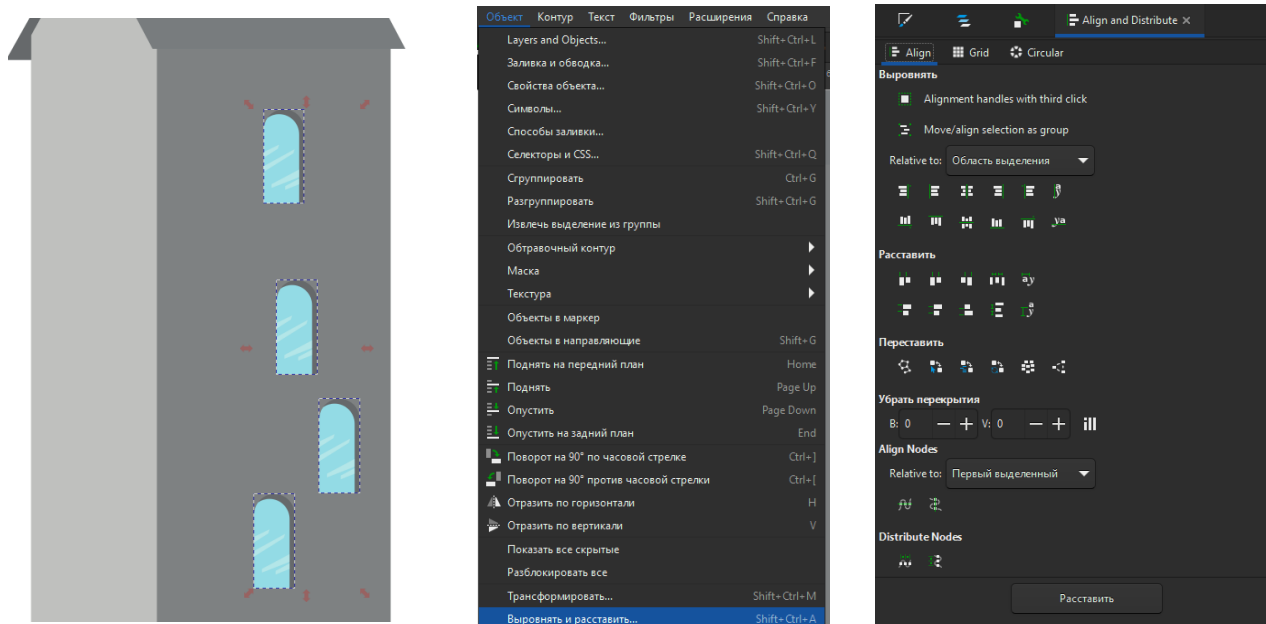 Объект Контур Текст Фильтры Расширения Справка
Layers and Objects... Shift+Ctrl+L
Заливка и обводка... Shift+Ctrl+F
Свойства объекта... Shift+Ctrl+O
Символы... Shift+Ctrl+Y
Способы заливки...
Селекторы и CSS... Shift+Ctrl+Q
Сгруппировать Ctrl+G
Разгруппировать Shift+Ctrl+G
Извлечь выделение из группы
Обтравочный контур
Маска
Текстура
Объекты в маркер
Объекты в направляющие Shift+G
Поднять на передний план Home
Поднять Page Up
Опустить Page Down
Опустить на задний план End
Поворот на 90° по часовой стрелке Ctrl+]
Поворот на 90° против часовой стрелки Ctrl+[
Отразить по горизонтали H
Отразить по вертикали V
Показать все скрытые
Разблокировать все
Трансформировать... Shift+Ctrl+M
Выровнять и расставить... Shift+Ctrl+A
Align and Distribute
Align Grid Circular
Выровнять
Alignment handles with third click
Move/align selection as group
Relative to: Область выделения
Расставить
Переставить
Убрать перекрытия
В: 0 V: 0
Align Nodes
Relative to: Первый выделенный
Distribute Nodes
Расставить